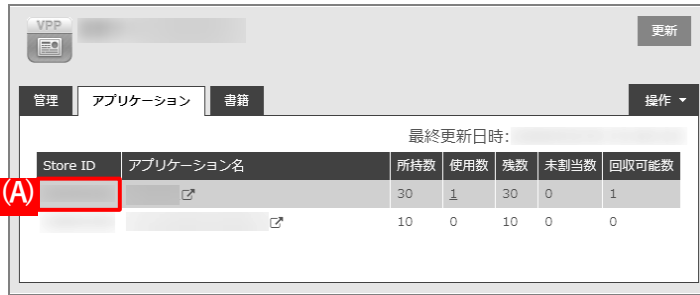 VPP
更新
管理 アプリケーション 書籍 操作
最終更新日時:
Store ID アプリケーション名 所持数 使用数 残数 未割当数 回収可能数
(A) 30 1 30 0 1
10 0 10 0 0